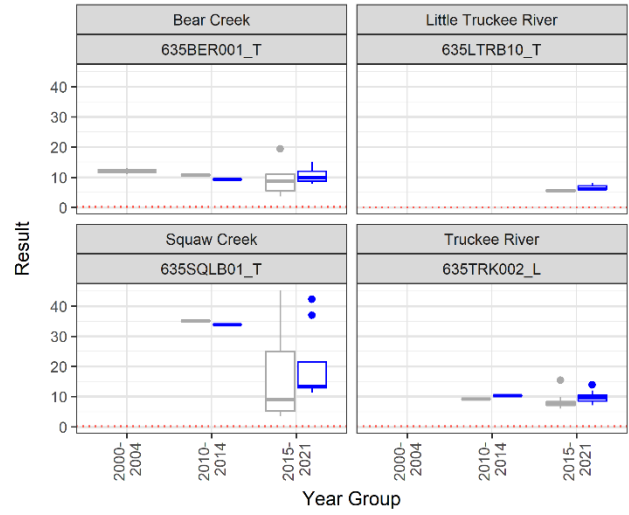 Bear Creek
Little Truckee River
635BER001_T
635LTRB10_T
40
30
20
10
0
Result
Squaw Creek
Truckee River
635SQLB01_T
635TRK002_L
40
30
20
10
0
2000-
2004
2010-
2014
2015-
2021
2000-
2004
2010-
2014
2015-
2021
Year Group